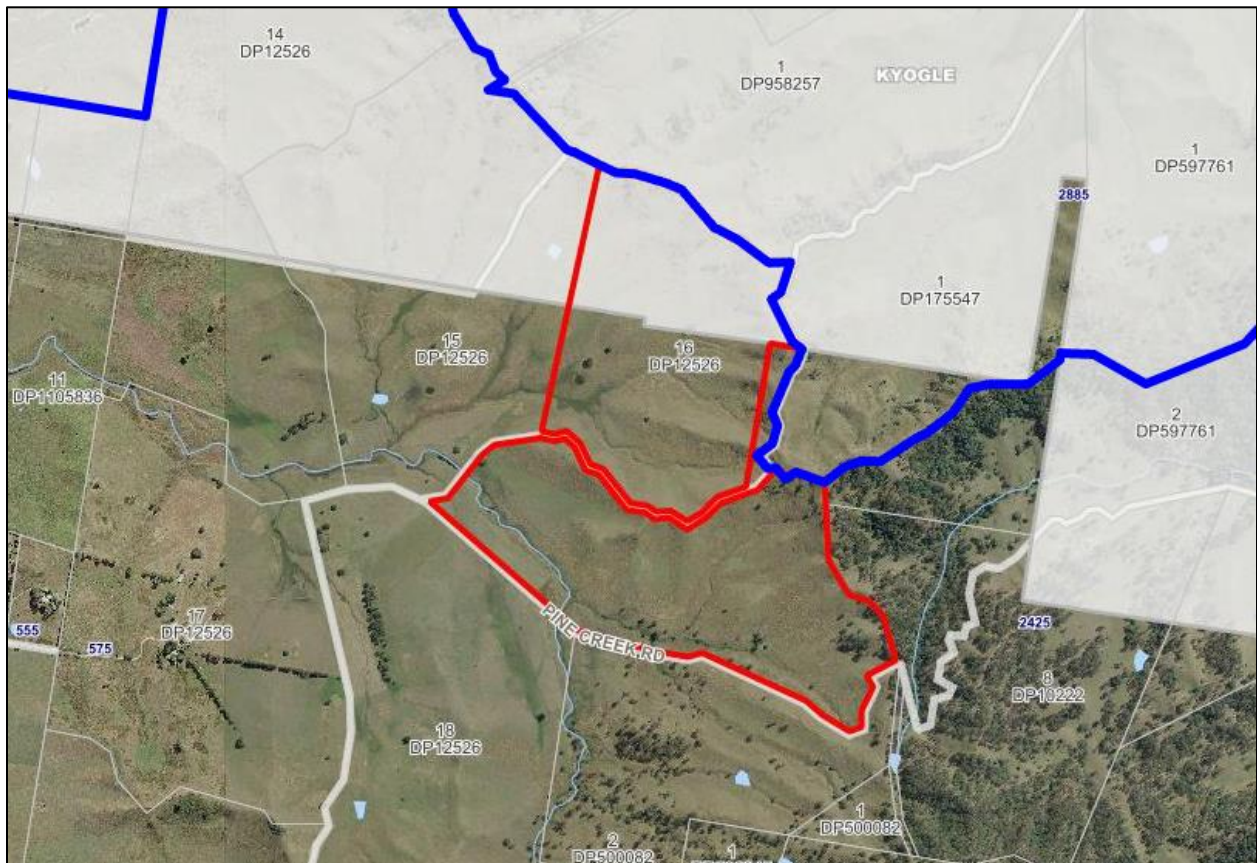 14
DP12526
1
DP958257
KYOGLE
1
DP597761
2885
1
DP175547
15
DP12526
16
DP12526
11
DP1105836
2
DP597761
PINE CREEK RD
17
DP12526
555
575
2425
8
DP18222
18
DP12526
1
DP500082
2
DP500082
1